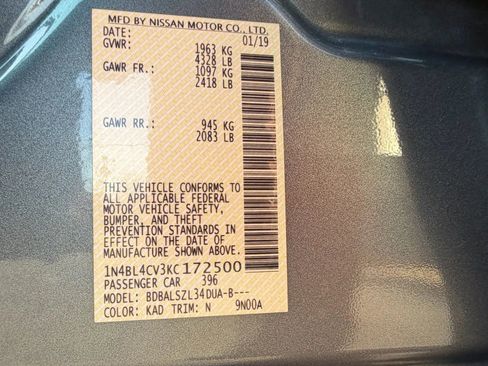 MFD BY NISSAN MOTOR CO., LTD.
DATE: 01/19
GVWR: 1963 KG
4328 LB
GAWR FR.: 1097 KG
2418 LB
GAWR RR.: 945 KG
2083 LB
THIS VEHICLE CONFORMS TO
ALL APPLICABLE FEDERAL
MOTOR VEHICLE SAFETY,
BUMPER, AND THEFT
PREVENTION STANDARDS IN
EFFECT ON THE DATE OF
MANUFACTURE SHOWN ABOVE.
1N4BL4CV3KC172500
PASSENGER CAR 396
MODEL: BDBALSZL34DUA-B---
COLOR: KAD TRIM: N 9N00A